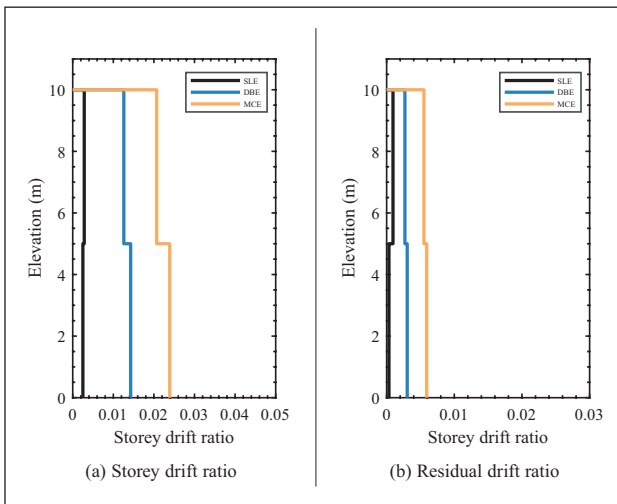 10
8
6
4
2
0
Elevation (m)
SLE
DBE
MCE
0 0.01 0.02 0.03 0.04 0.05
Storey drift ratio
(a) Storey drift ratio
10
8
6
4
2
0
Elevation (m)
SLE
DBE
MCE
0 0.01 0.02 0.03
Storey drift ratio
(b) Residual drift ratio